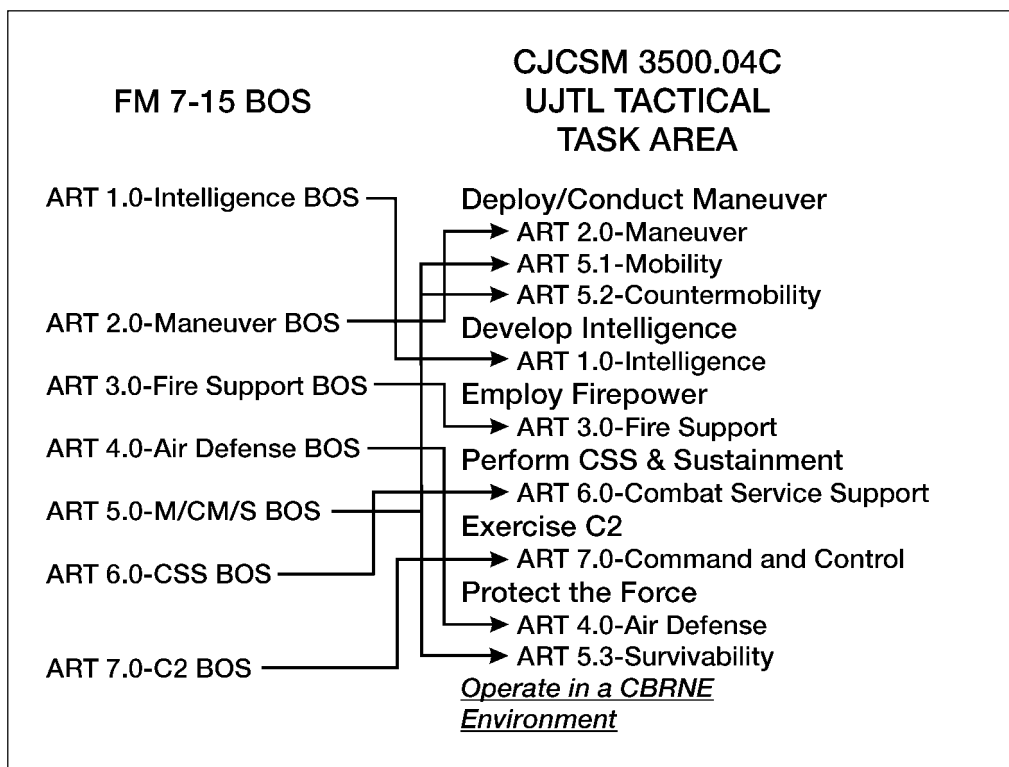 FM 7-15 BOS
ART 1.0-Intelligence BOS
ART 2.0-Maneuver BOS
ART 3.0-Fire Support BOS
ART 4.0-Air Defense BOS
ART 5.0-M/CM/S BOS
ART 6.0-CSS BOS
ART 7.0-C2 BOS
CJCSM 3500.04C
UJTL TACTICAL
TASK AREA
Deploy/Conduct Maneuver
ART 2.0-Maneuver
ART 5.1-Mobility
ART 5.2-Countermobility
Develop Intelligence
ART 1.0-Intelligence
Employ Firepower
ART 3.0-Fire Support
Perform CSS & Sustainment
ART 6.0-Combat Service Support
Exercise C2
ART 7.0-Command and Control
Protect the Force
ART 4.0-Air Defense
ART 5.3-Survivability
Operate in a CBRNE
Environment